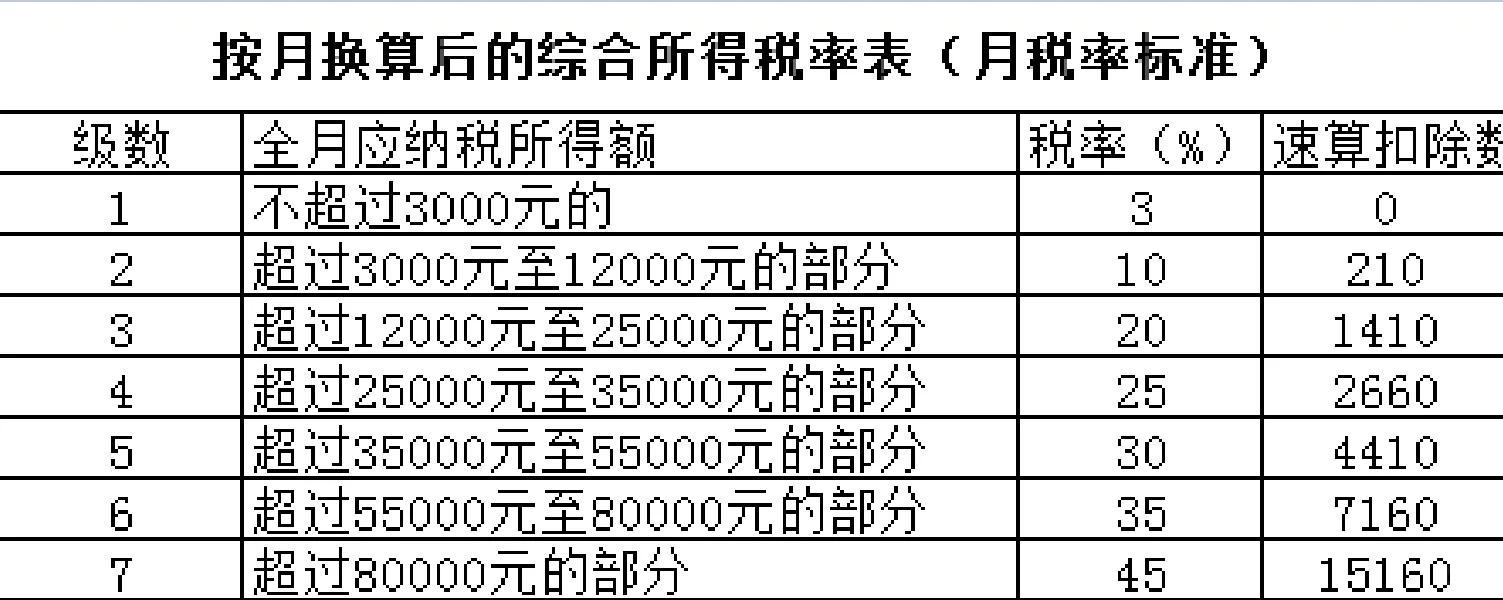 按月换算后的综合所得税率表（月税率标准）
级数 全月应纳税所得额 税率（%） 速算扣除数
1 不超过3000元的 3 0
2 超过3000元至12000元的部分 10 210
3 超过12000元至25000元的部分 20 1410
4 超过25000元至35000元的部分 25 2660
5 超过35000元至55000元的部分 30 4410
6 超过55000元至80000元的部分 35 7160
7 超过80000元的部分 45 15160